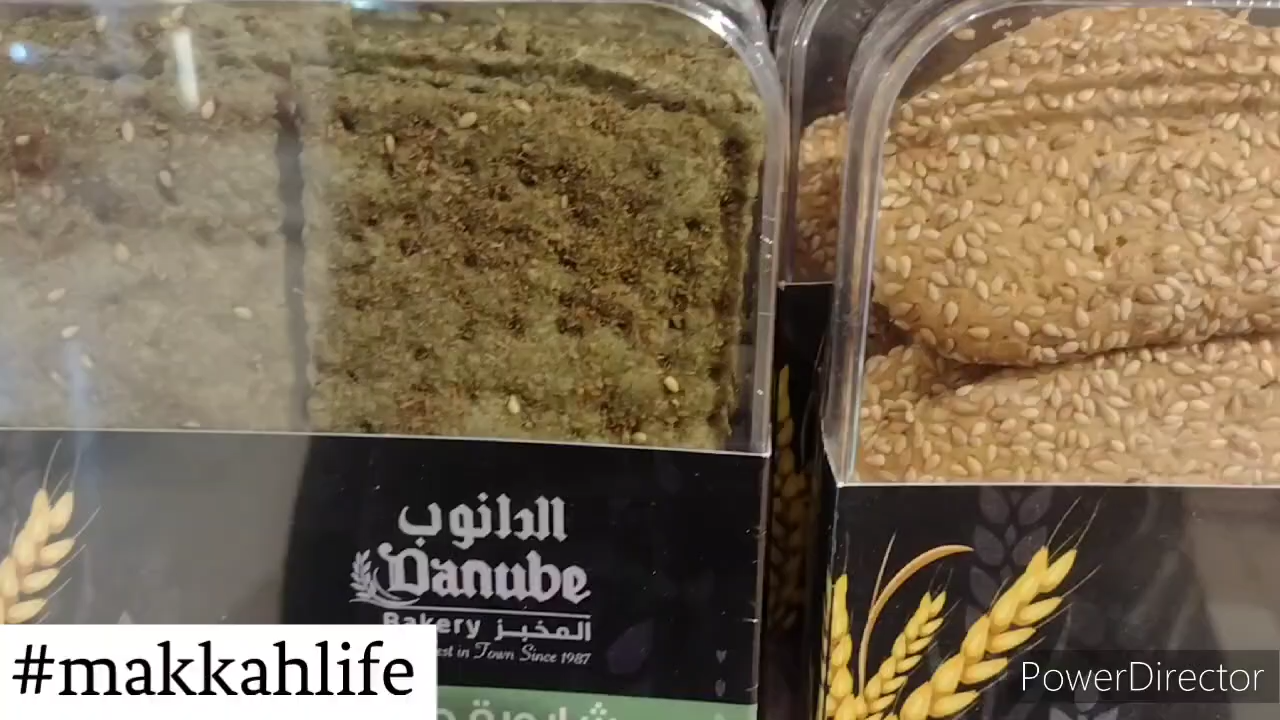 الدانوب
Danube
Bakery المخبز
est in Town Since 1987
#makkahlife
PowerDirector